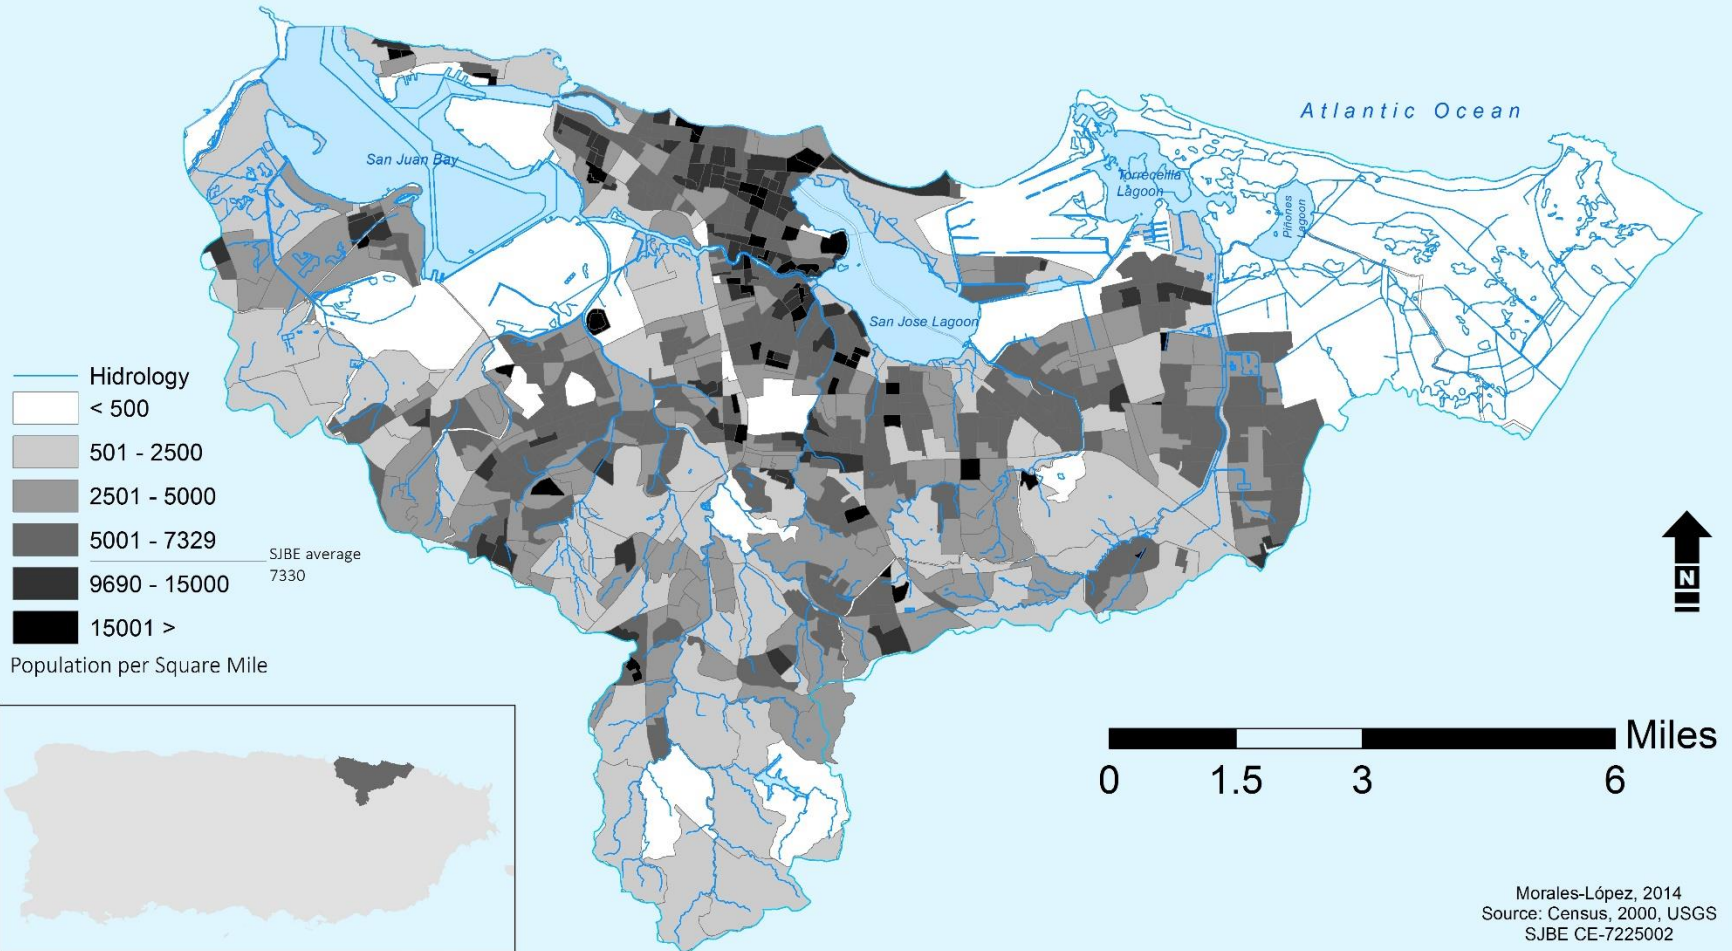 Atlantic Ocean
San Juan Bay
Torrecellla
Lagoon
Piñones
Lagoon
San Jose Lagoon
Hidrology
< 500
501 - 2500
2501 - 5000
5001 - 7329
SJBE average
7330
9690 - 15000
15001 >
Population per Square Mile
N
Miles
0 1.5 3 6
Morales-López, 2014
Source: Census, 2000, USGS
SJBE CE-7225002